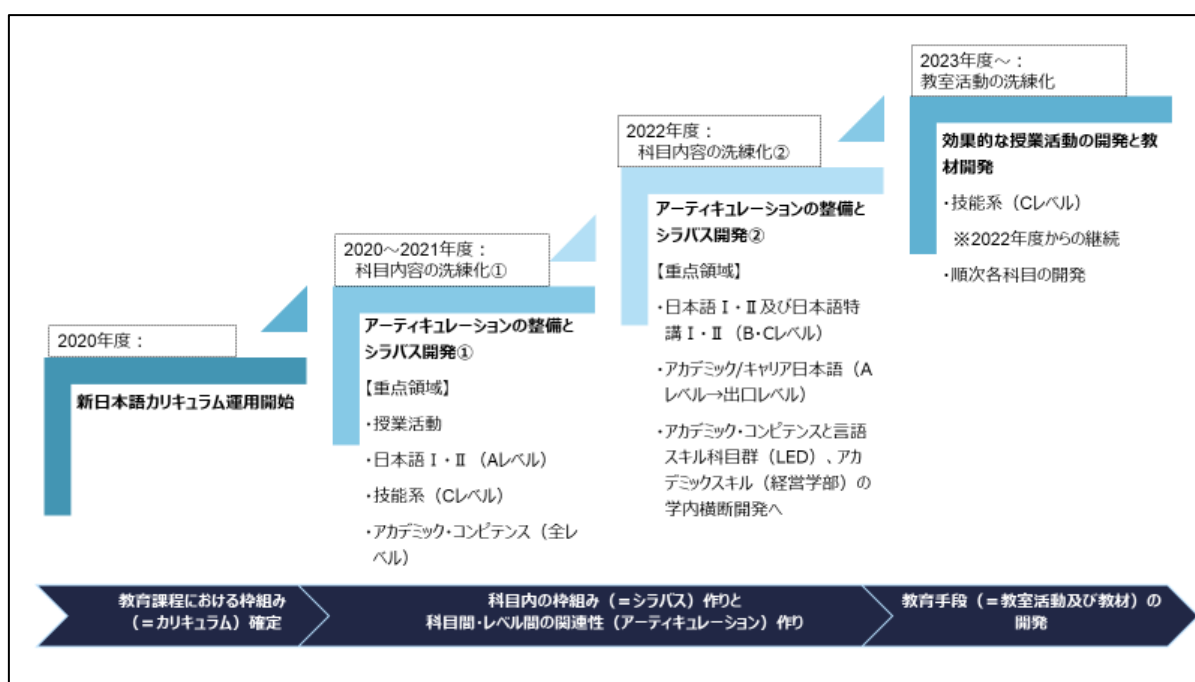 2020年度：
新日本語カリキュラム運用開始
2020～2021年度：
科目内容の洗練化①
アーティキュレーションの整備と
シラバス開発①
【重点領域】
・授業活動
・日本語Ⅰ・Ⅱ（Aレベル）
・技能系（Cレベル）
・アカデミック・コンピテンス（全レ
ベル）
2022年度：
科目内容の洗練化②
アーティキュレーションの整備と
シラバス開発②
【重点領域】
・日本語Ⅰ・Ⅱ及び日本語特
講Ⅰ・Ⅱ（B・Cレベル）
・アカデミック/キャリア日本語（A
レベル→出口レベル）
・アカデミック・コンピテンスと言語
スキル科目群（LED）、アカ
デミックスキル（経営学部）の
学内横断開発へ
2023年度～：
教室活動の洗練化
効果的な授業活動の開発と教
材開発
・技能系（Cレベル）
※2022年度からの継続
・順次各科目の開発
教育課程における枠組み
（＝カリキュラム）確定
科目内の枠組み（＝シラバス）作りと
科目間・レベル間の関連性（アーティキュレーション）作り
教育手段（＝教室活動及び教材）の
開発